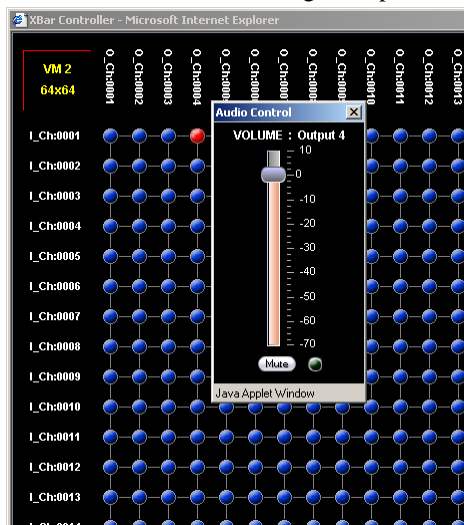 XBar Controller - Microsoft Internet Explorer
VM 2
64x64
O_Ch:0001
O_Ch:0002
O_Ch:0003
O_Ch:0004
O_Ch:0010
O_Ch:0011
O_Ch:0012
O_Ch:0013
Audio Control
VOLUME : Output 4
10
0
-10
-20
-30
-40
-50
-60
-70
Mute
Java Applet Window
I_Ch:0001
I_Ch:0002
I_Ch:0003
I_Ch:0004
I_Ch:0005
I_Ch:0006
I_Ch:0007
I_Ch:0008
I_Ch:0009
I_Ch:0010
I_Ch:0011
I_Ch:0012
I_Ch:0013